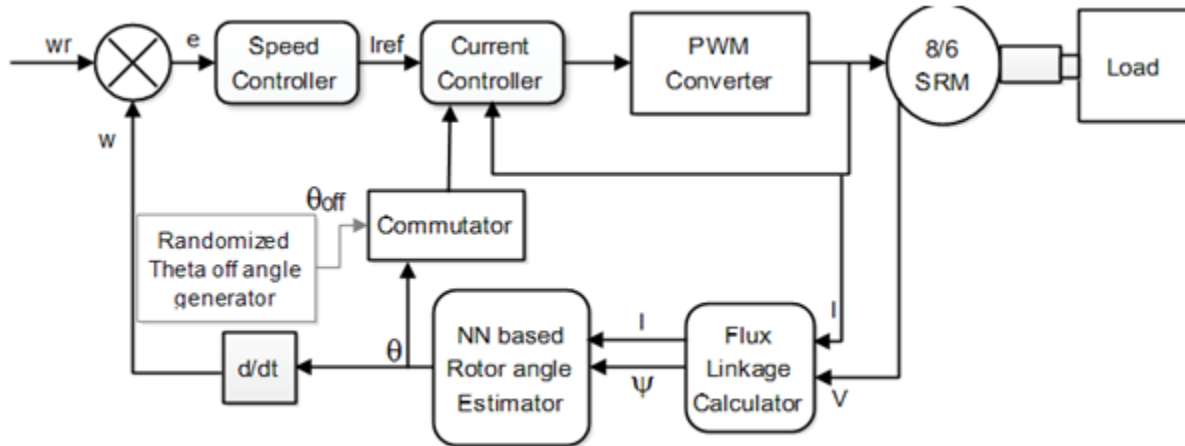 wr
e
Speed
Controller
Iref
Current
Controller
PWM
Converter
8/6
SRM
Load
w
θoff
Commutator
Randomized
Theta off angle
generator
d/dt
θ
NN based
Rotor angle
Estimator
I
ψ
Flux
Linkage
Calculator
I
V